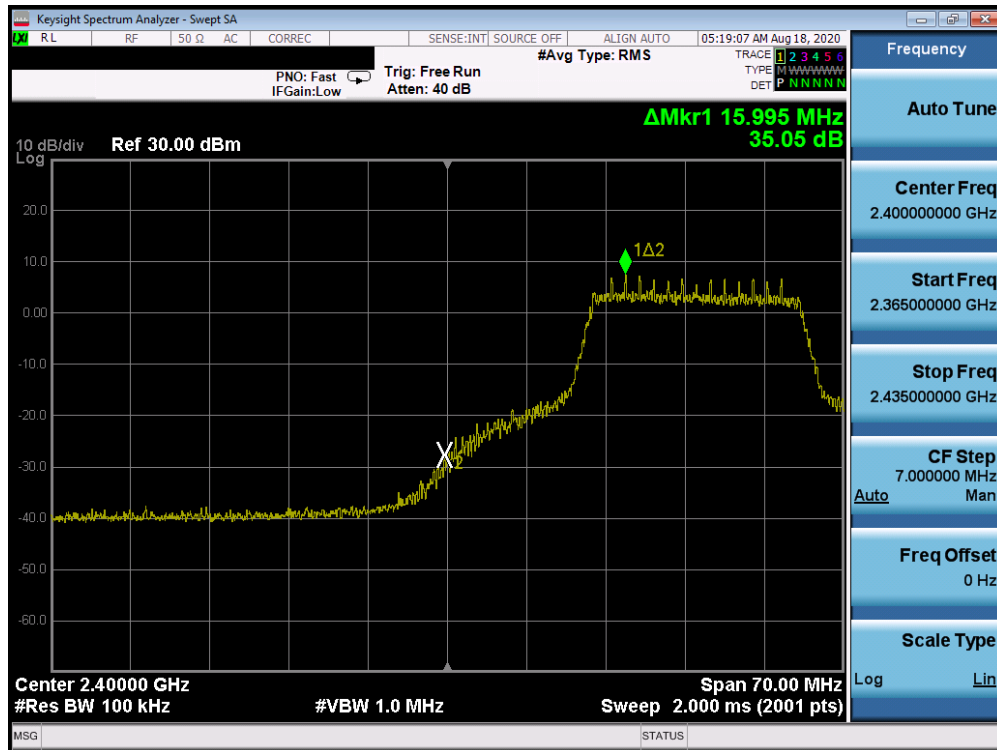 Keysight Spectrum Analyzer - Swept SA
LXI RL RF 50 Ω AC CORREC SENSE:INT SOURCE OFF ALIGN AUTO 05:19:07 AM Aug 18, 2020
#Avg Type: RMS TRACE 1 2 3 4 5 6
PNO: Fast Trig: Free Run TYPE M WWWWW
IFGain:Low Atten: 40 dB DET P N N N N N
Frequency
Auto Tune
ΔMkr1 15.995 MHz
35.05 dB
10 dB/div Ref 30.00 dBm
Log
20.0
10.0
0.00
-10.0
-20.0
-30.0
-40.0
-50.0
-60.0
1Δ2
X2
Center 2.40000 GHz Span 70.00 MHz
#Res BW 100 kHz #VBW 1.0 MHz Sweep 2.000 ms (2001 pts)
Center Freq
2.400000000 GHz
Start Freq
2.365000000 GHz
Stop Freq
2.435000000 GHz
CF Step
7.000000 MHz
Auto Man
Freq Offset
0 Hz
Scale Type
Log Lin
MSG STATUS